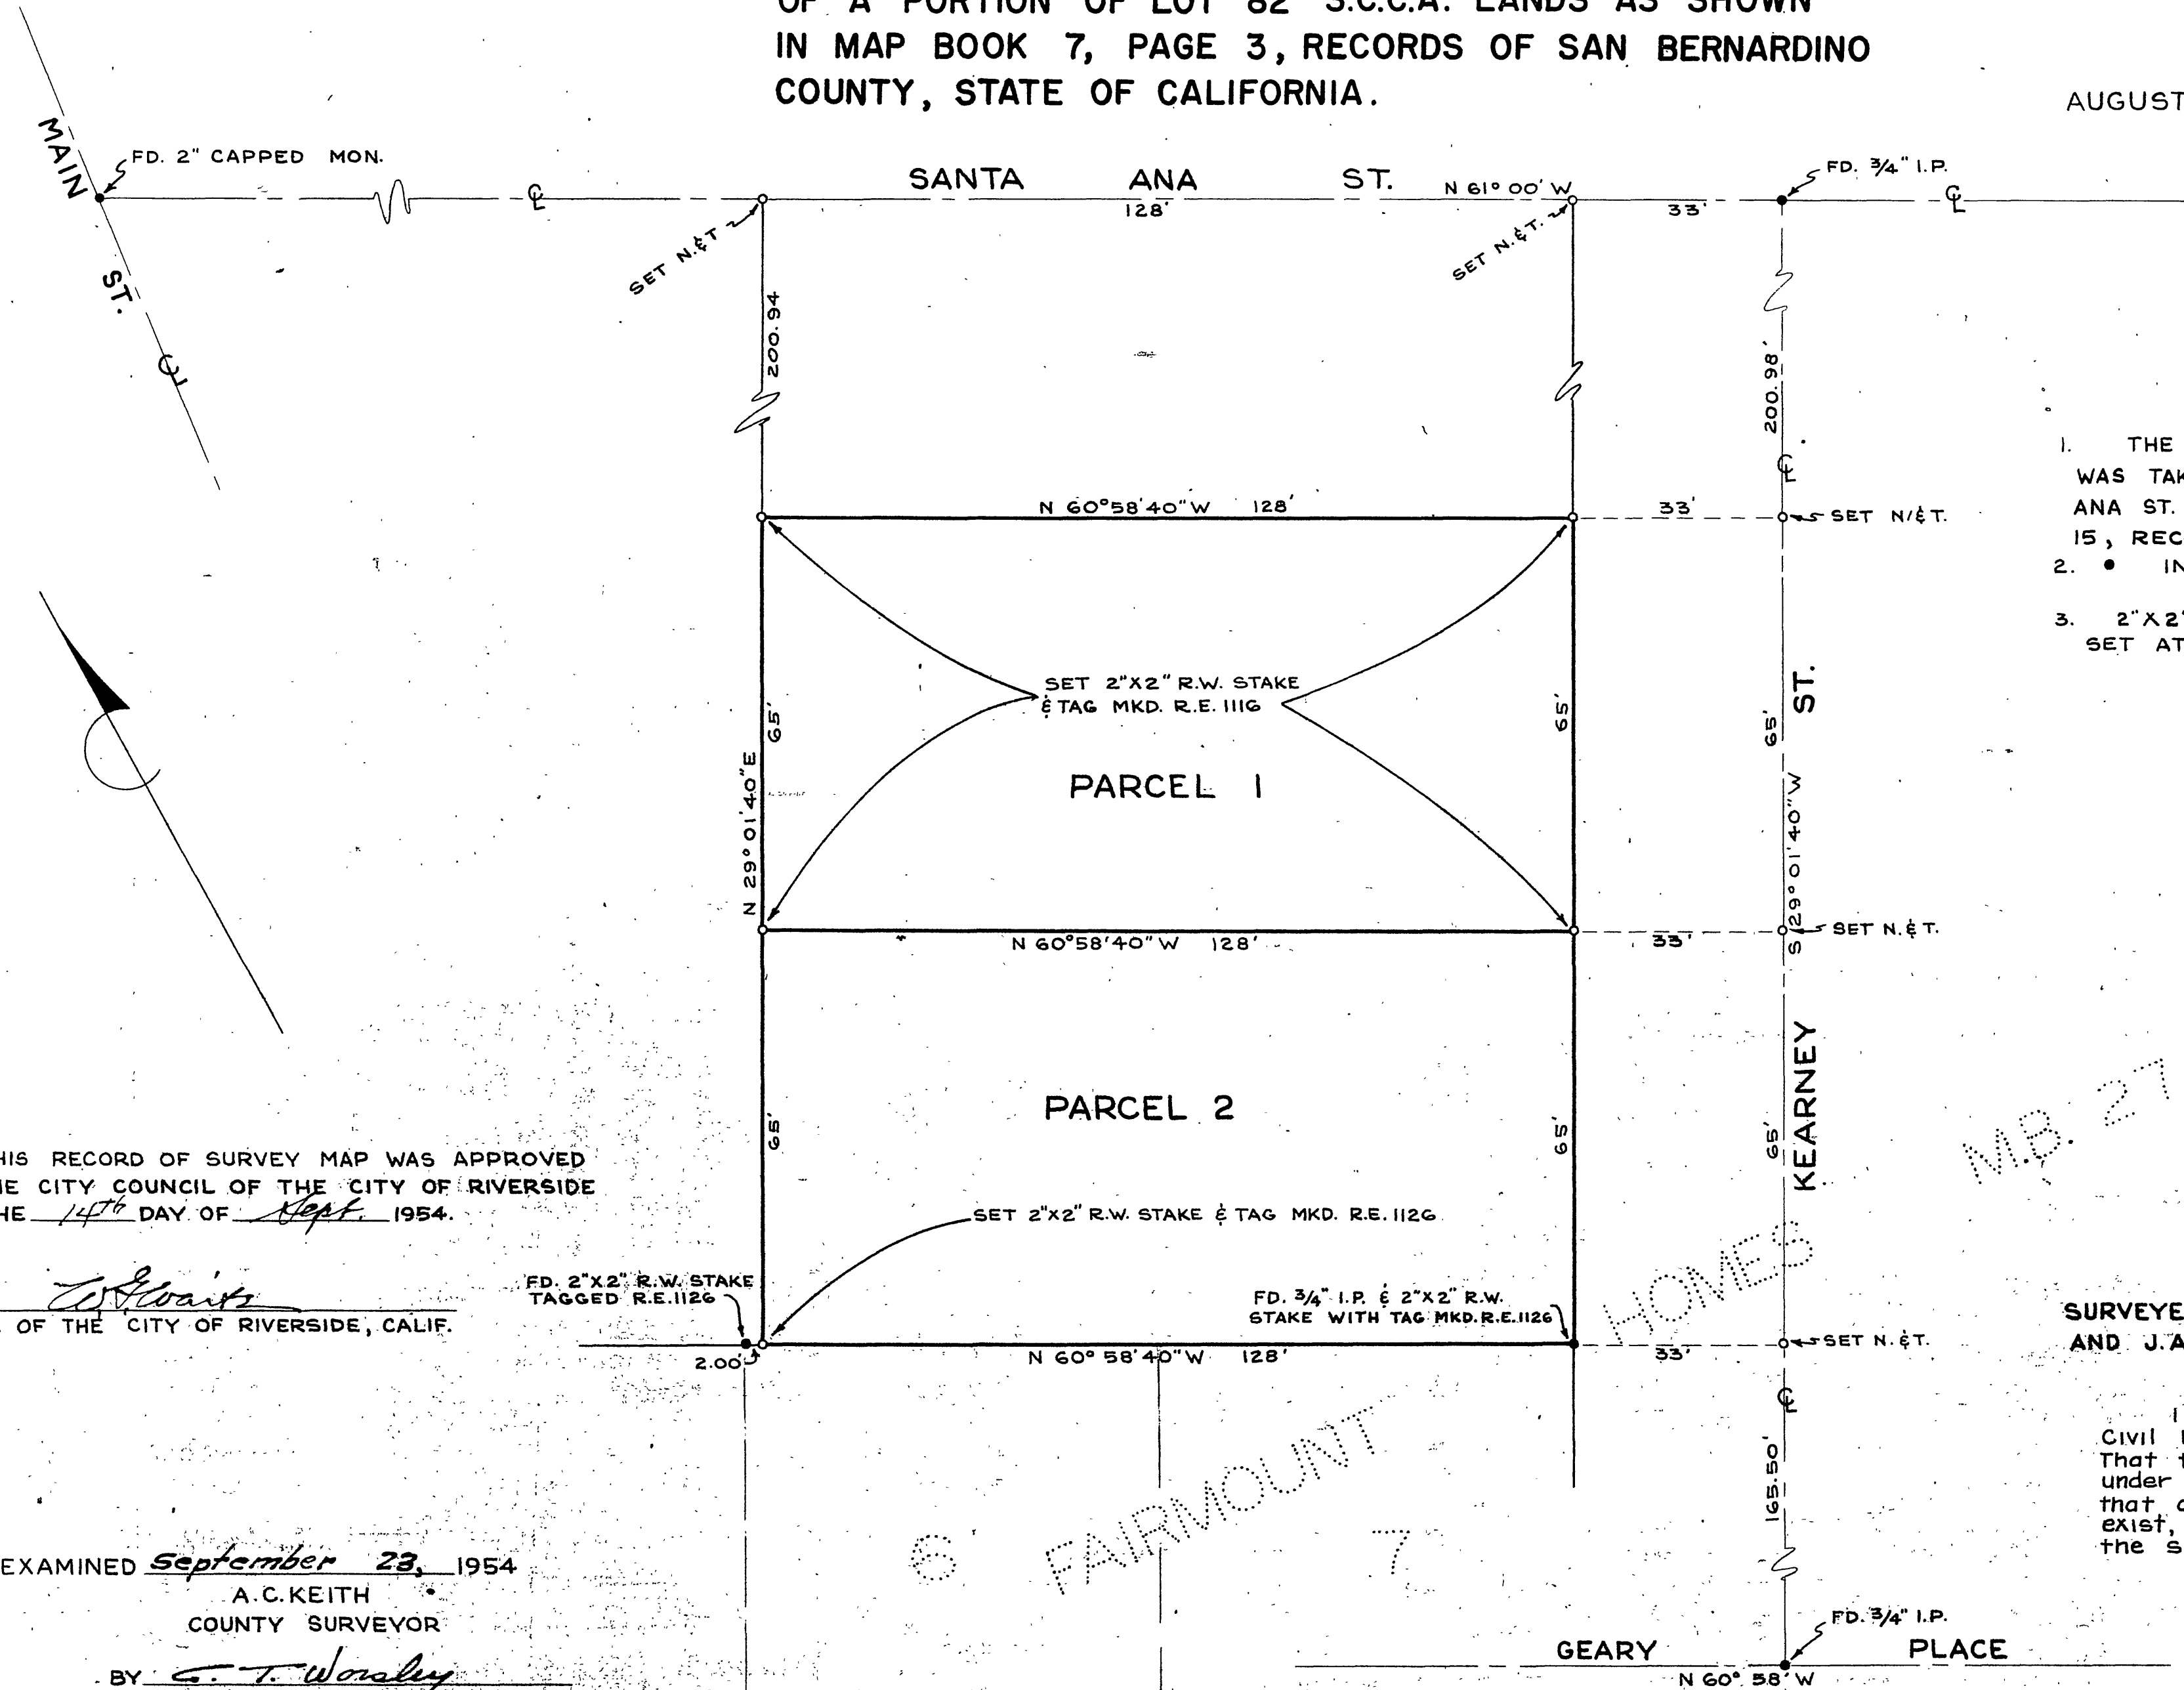 OF A PORTION OF LOT 82 S.C.C.A. LANDS AS SHOWN
IN MAP BOOK 7, PAGE 3, RECORDS OF SAN BERNARDINO
COUNTY, STATE OF CALIFORNIA.
AUGUST
MAIN ST.
℄
FD. 2" CAPPED MON.
℄
SANTA ANA ST.
N 61° 00' W
128'
33'
FD. 3/4" I.P.
℄
SET N.&T
SET N.&T.
200.94
200.98'
℄
1. THE
WAS TAK
ANA ST.
15, REC
2. ● IN
3. 2"X2"
SET AT
N 60°58'40"W 128'
33'
SET N/&T.
SET 2"X2" R.W. STAKE
& TAG MKD. R.E. 1116
65'
65'
65'
N 29° 01' 40"E
PARCEL 1
S 29° 01' 40"W
KEARNEY ST.
N 60°58'40"W 128'
33'
SET N.&T.
PARCEL 2
65'
65'
65'
M.B. 27
HIS RECORD OF SURVEY MAP WAS APPROVED
HE CITY COUNCIL OF THE CITY OF RIVERSIDE
HE 14th DAY OF Sept. 1954.
OF THE CITY OF RIVERSIDE, CALIF.
SET 2"X2" R.W. STAKE & TAG MKD. R.E. 1126
FD. 2"X2" R.W. STAKE
TAGGED R.E.1126
FD. 3/4" I.P. & 2"X2" R.W.
STAKE WITH TAG MKD.R.E.1126
HOMES
2.00'
N 60° 58' 40"W 128'
33'
SET N.&T.
SURVEYE
AND J.A
℄
165.50'
I
Civil
That t
under
that
exist,
the s
6
FAIRMOUNT
7
EXAMINED September 23, 1954
A.C.KEITH
COUNTY SURVEYOR
BY G. T. Worsley
FD. 3/4" I.P.
GEARY PLACE
N 60° 58' W